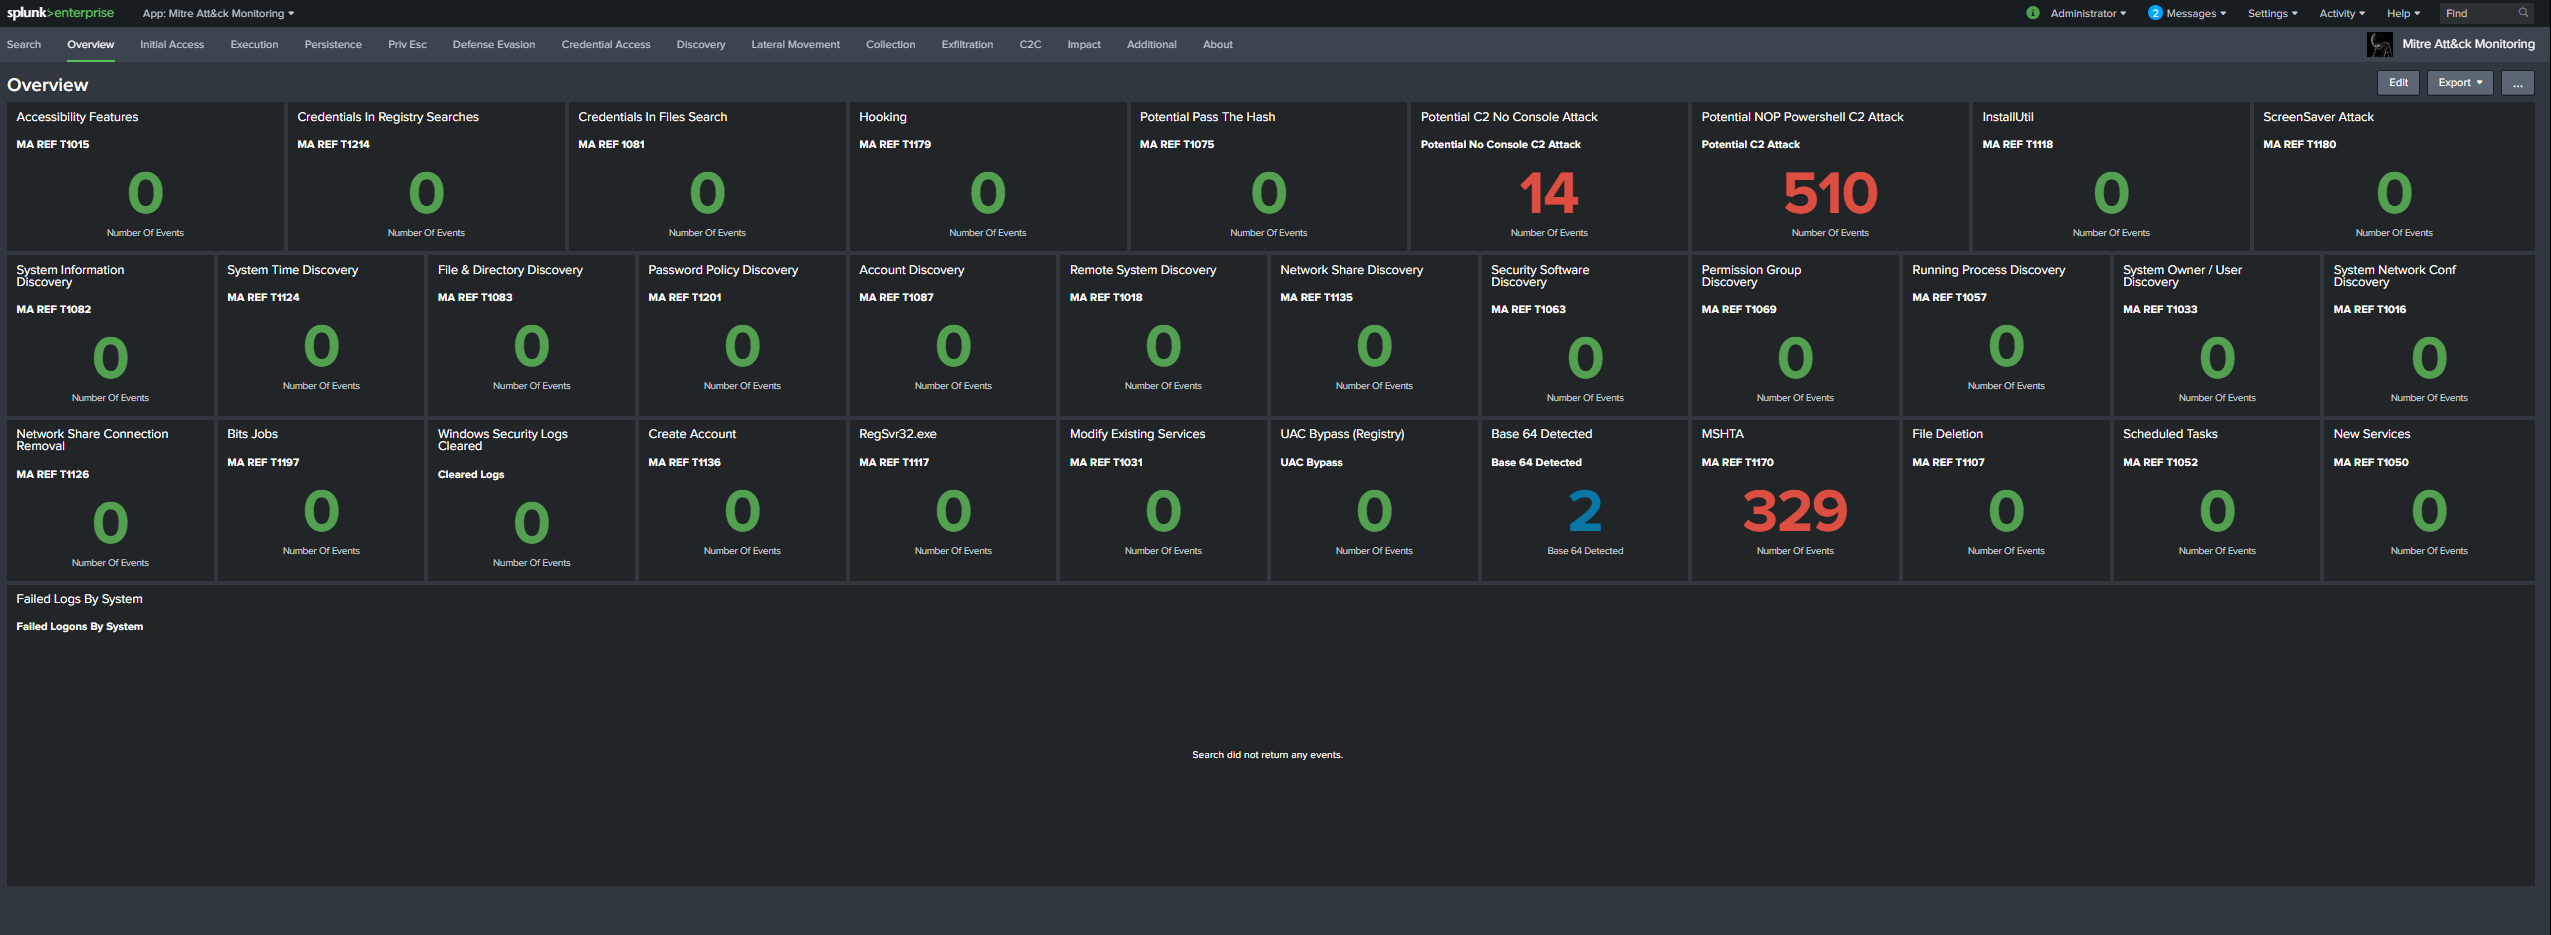 splunk>enterprise App: Mitre Att&ck Monitoring i Administrator 2 Messages Settings Activity Help Find
Search Overview Initial Access Execution Persistence Priv Esc Defense Evasion Credential Access Discovery Lateral Movement Collection Exfiltration C2C Impact Additional About Mitre Att&ck Monitoring
Overview Edit Export ...
Accessibility Features
MA REF T1015
0
Number Of Events
Credentials In Registry Searches
MA REF T1214
0
Number Of Events
Credentials In Files Search
MA REF 1081
0
Number Of Events
Hooking
MA REF T1179
0
Number Of Events
Potential Pass The Hash
MA REF T1075
0
Number Of Events
Potential C2 No Console Attack
Potential No Console C2 Attack
14
Number Of Events
Potential NOP Powershell C2 Attack
Potential C2 Attack
510
Number Of Events
InstallUtil
MA REF T1118
0
Number Of Events
ScreenSaver Attack
MA REF T1180
0
Number Of Events
System Information
Discovery
MA REF T1082
0
Number Of Events
System Time Discovery
MA REF T1124
0
Number Of Events
File & Directory Discovery
MA REF T1083
0
Number Of Events
Password Policy Discovery
MA REF T1201
0
Number Of Events
Account Discovery
MA REF T1087
0
Number Of Events
Remote System Discovery
MA REF T1018
0
Number Of Events
Network Share Discovery
MA REF T1135
0
Number Of Events
Security Software
Discovery
MA REF T1063
0
Number Of Events
Permission Group
Discovery
MA REF T1069
0
Number Of Events
Running Process Discovery
MA REF T1057
0
Number Of Events
System Owner / User
Discovery
MA REF T1033
0
Number Of Events
System Network Conf
Discovery
MA REF T1016
0
Number Of Events
Network Share Connection
Removal
MA REF T1126
0
Number Of Events
Bits Jobs
MA REF T1197
0
Number Of Events
Windows Security Logs
Cleared
Cleared Logs
0
Number Of Events
Create Account
MA REF T1136
0
Number Of Events
RegSvr32.exe
MA REF T1117
0
Number Of Events
Modify Existing Services
MA REF T1031
0
Number Of Events
UAC Bypass (Registry)
UAC Bypass
0
Number Of Events
Base 64 Detected
Base 64 Detected
2
Base 64 Detected
MSHTA
MA REF T1170
329
Number Of Events
File Deletion
MA REF T1107
0
Number Of Events
Scheduled Tasks
MA REF T1052
0
Number Of Events
New Services
MA REF T1050
0
Number Of Events
Failed Logs By System
Failed Logons By System
Search did not return any events.